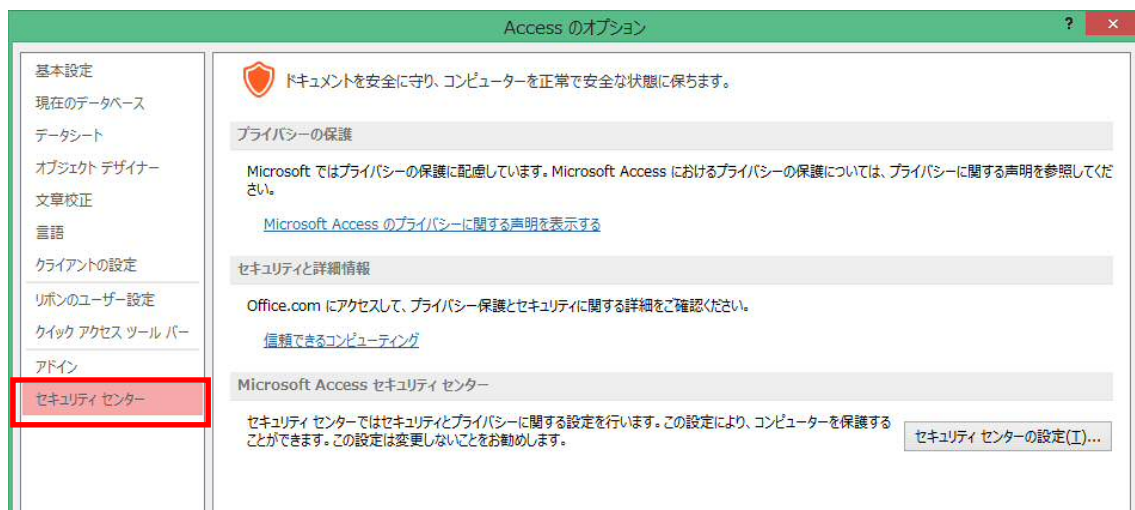 Access のオプション
?
基本設定
現在のデータベース
データシート
オブジェクト デザイナー
文章校正
言語
クライアントの設定
リボンのユーザー設定
クイック アクセス ツール バー
アドイン
セキュリティ センター
ドキュメントを安全に守り、コンピューターを正常で安全な状態に保ちます。
プライバシーの保護
Microsoft ではプライバシーの保護に配慮しています。Microsoft Access におけるプライバシーの保護については、プライバシーに関する声明を参照してくだ
さい。
Microsoft Access のプライバシーに関する声明を表示する
セキュリティと詳細情報
Office.com にアクセスして、プライバシー保護とセキュリティに関する詳細をご確認ください。
信頼できるコンピューティング
Microsoft Access セキュリティ センター
セキュリティ センターではセキュリティとプライバシーに関する設定を行います。この設定により、コンピューターを保護する
ことができます。この設定は変更しないことをお勧めします。
セキュリティ センターの設定(T)...